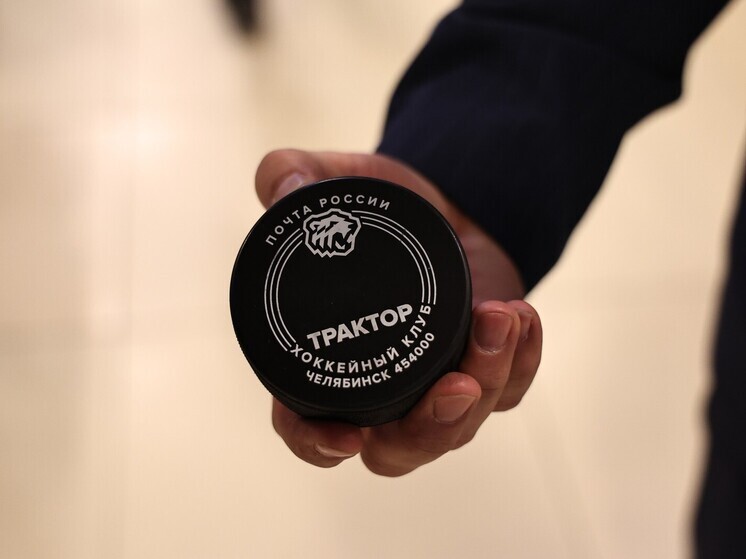 ПОЧТА РОССИИ
ТРАКТОР
ХОККЕЙНЫЙ КЛУБ
ЧЕЛЯБИНСК 454000